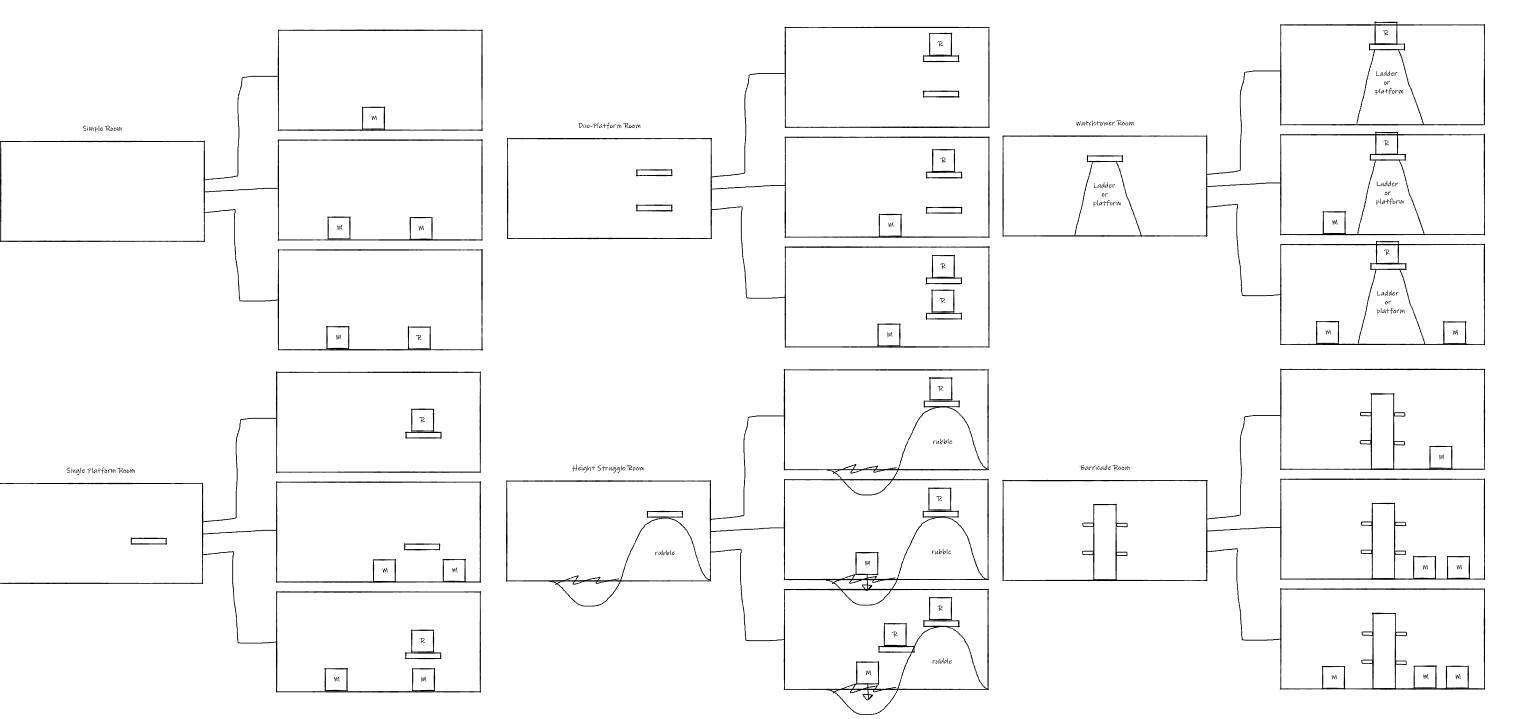 Simple Room
M
M
M
M
R
Duo-Platform Room
R
R
M
R
R
M
Watchtower Room
Ladder
or
platform
R
Ladder
or
platform
R
Ladder
or
platform
M
R
Ladder
or
platform
M
M
Single Platform Room
R
M
M
R
M
M
Height Struggle Room
rubble
R
rubble
R
M
rubble
R
R
M
rubble
Barricade Room
M
M
M
M
M
M